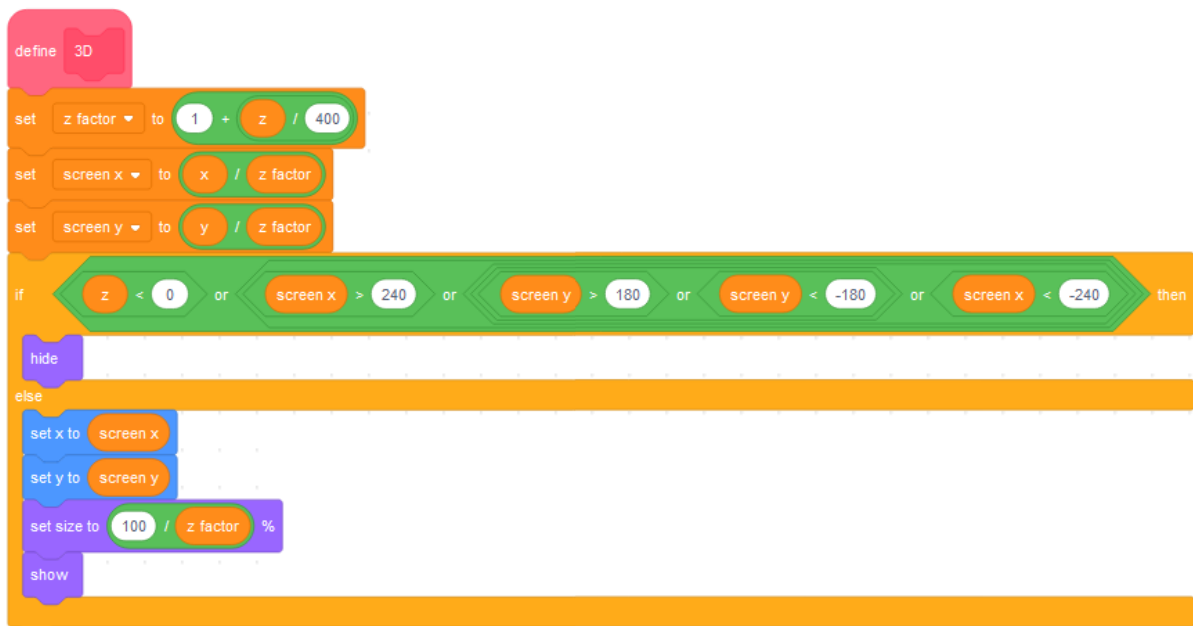 define 3D
set z factor to 1 + z / 400
set screen x to x / z factor
set screen y to y / z factor
if z < 0 or screen x > 240 or screen y > 180 or screen y < -180 or screen x < -240 then
hide
else
set x to screen x
set y to screen y
set size to 100 / z factor %
show